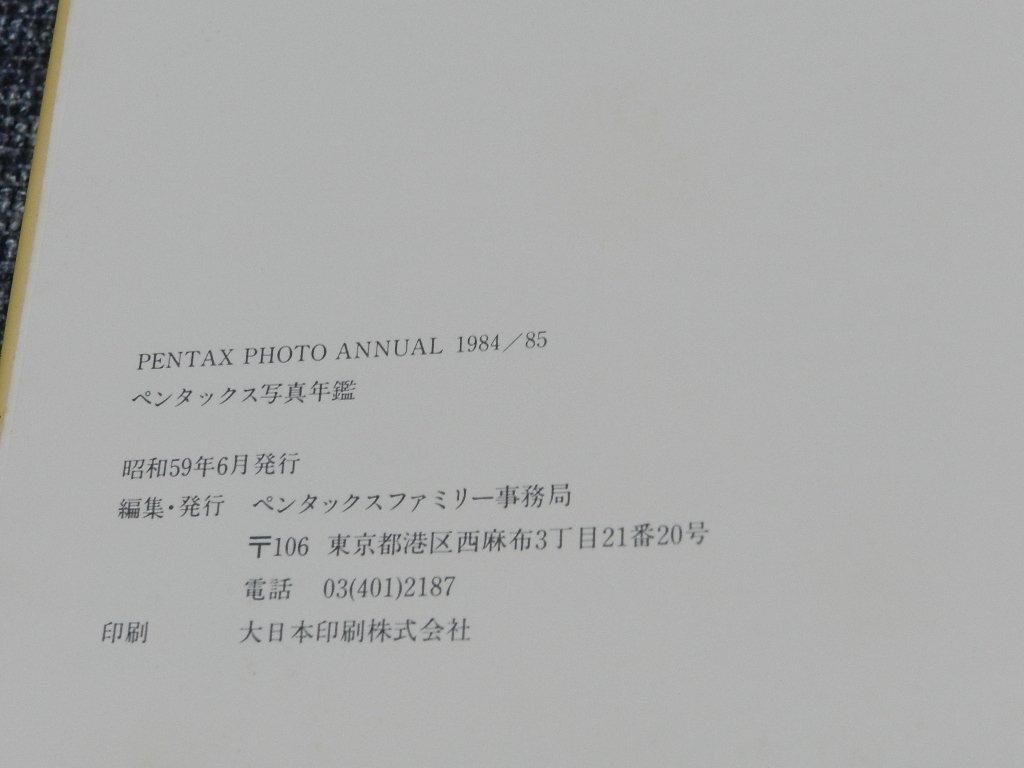 PENTAX PHOTO ANNUAL 1984/85
ペンタックス写真年鑑
昭和59年6月発行
編集・発行 ペンタックスファミリー事務局
〒106 東京都港区西麻布3丁目21番20号
電話 03(401)2187
印刷 大日本印刷株式会社